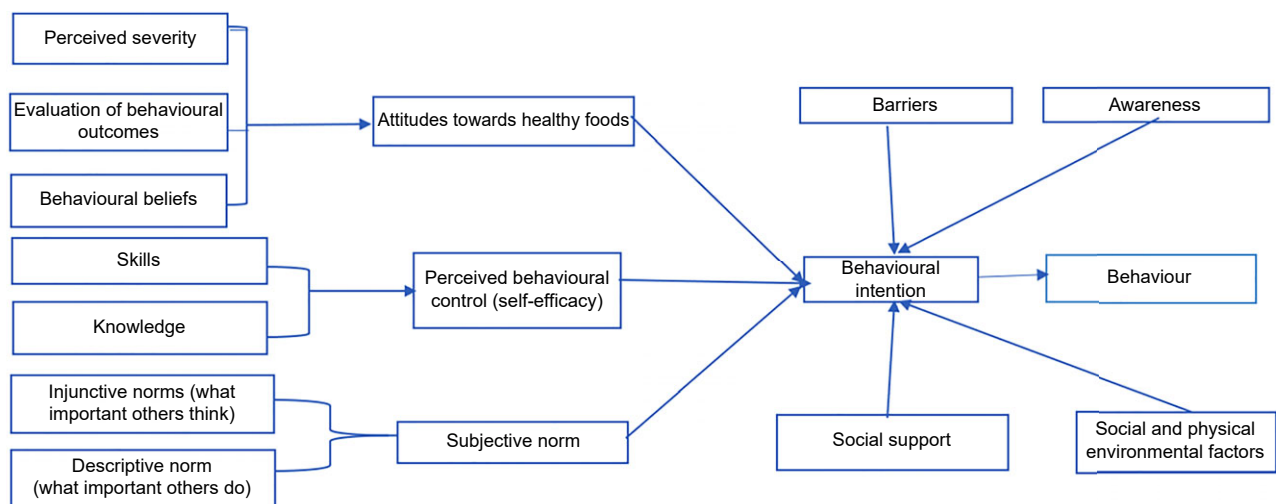 Perceived severity
Evaluation of behavioural
outcomes
Behavioural beliefs
Skills
Knowledge
Injunctive norms (what
important others think)
Descriptive norm
(what important others do)
Attitudes towards healthy foods
Perceived behavioural
control (self-efficacy)
Subjective norm
Barriers
Awareness
Behavioural
intention
Behaviour
Social support
Social and physical
environmental factors